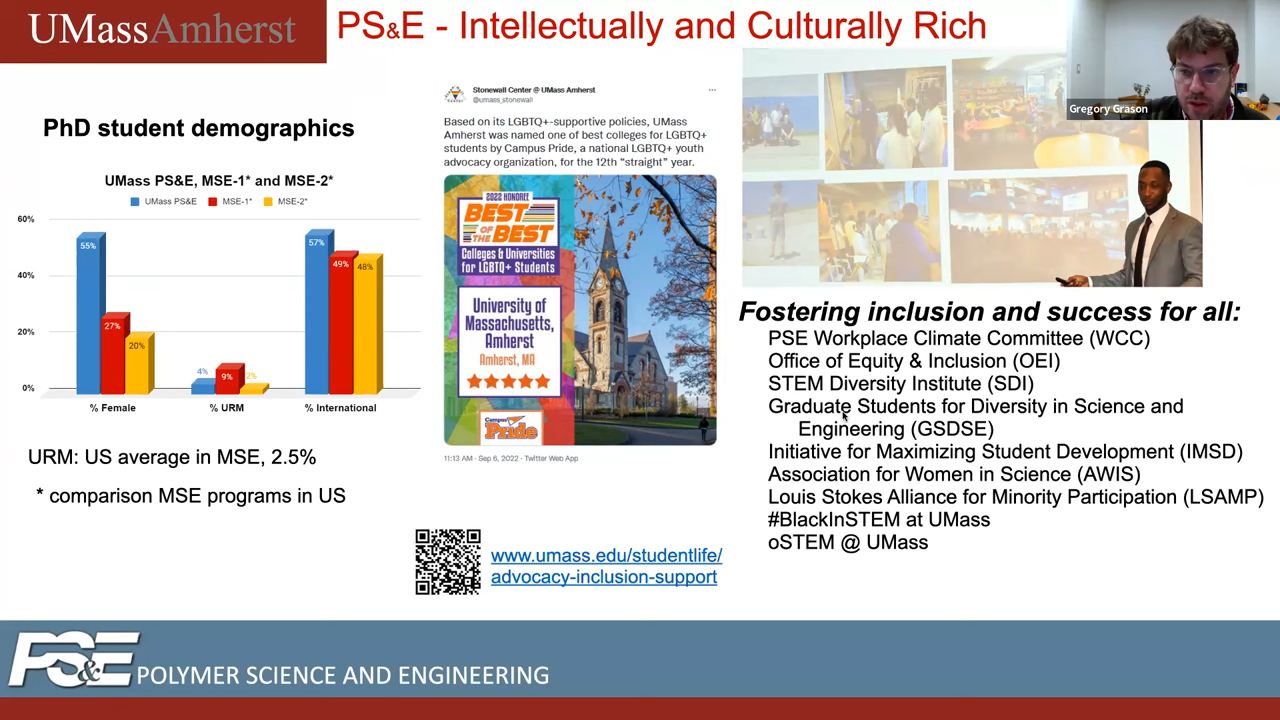 UMassAmherst
PS&E - Intellectually and Culturally Rich
Gregory Grason
PhD student demographics
UMass PS&E, MSE-1* and MSE-2*
UMass PS&E MSE-1* MSE-2*
60%
40%
20%
0%
55%
27%
20%
4%
9%
2%
57%
49%
48%
% Female
% URM
% International
URM: US average in MSE, 2.5%
* comparison MSE programs in US
Stonewall Center @ UMass Amherst
@umass_stonewall
Based on its LGBTQ+-supportive policies, UMass
Amherst was named one of best colleges for LGBTQ+
students by Campus Pride, a national LGBTQ+ youth
advocacy organization, for the 12th “straight” year.
2022 HONOREE
BEST
OF THE
BEST
Colleges & Universities
for LGBTQ+ Students
University of
Massachusetts,
Amherst
Amherst, MA
Campus
Pride
11:13 AM · Sep 6, 2022 · Twitter Web App
www.umass.edu/studentlife/
advocacy-inclusion-support
Fostering inclusion and success for all:
PSE Workplace Climate Committee (WCC)
Office of Equity & Inclusion (OEI)
STEM Diversity Institute (SDI)
Graduate Students for Diversity in Science and
Engineering (GSDSE)
Initiative for Maximizing Student Development (IMSD)
Association for Women in Science (AWIS)
Louis Stokes Alliance for Minority Participation (LSAMP)
#BlackInSTEM at UMass
oSTEM @ UMass
PS&E POLYMER SCIENCE AND ENGINEERING